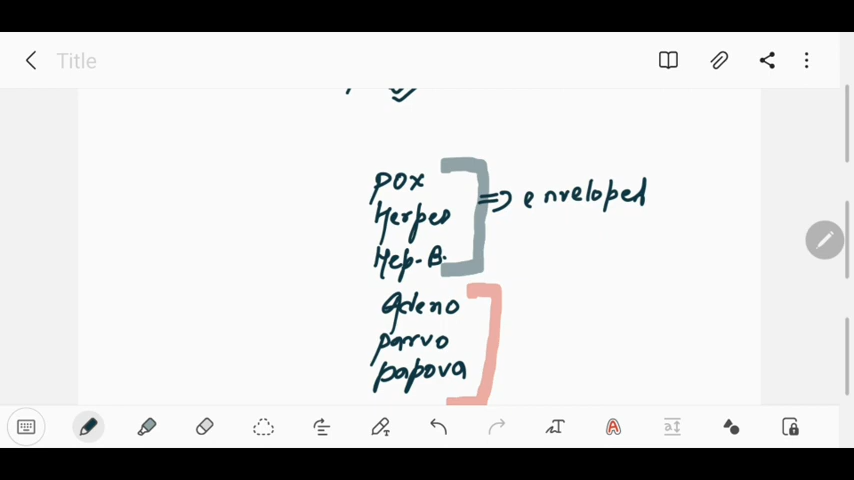 Title
pox
Herpes
=> enveloped
Hep-B.
Adeno
parvo
papova